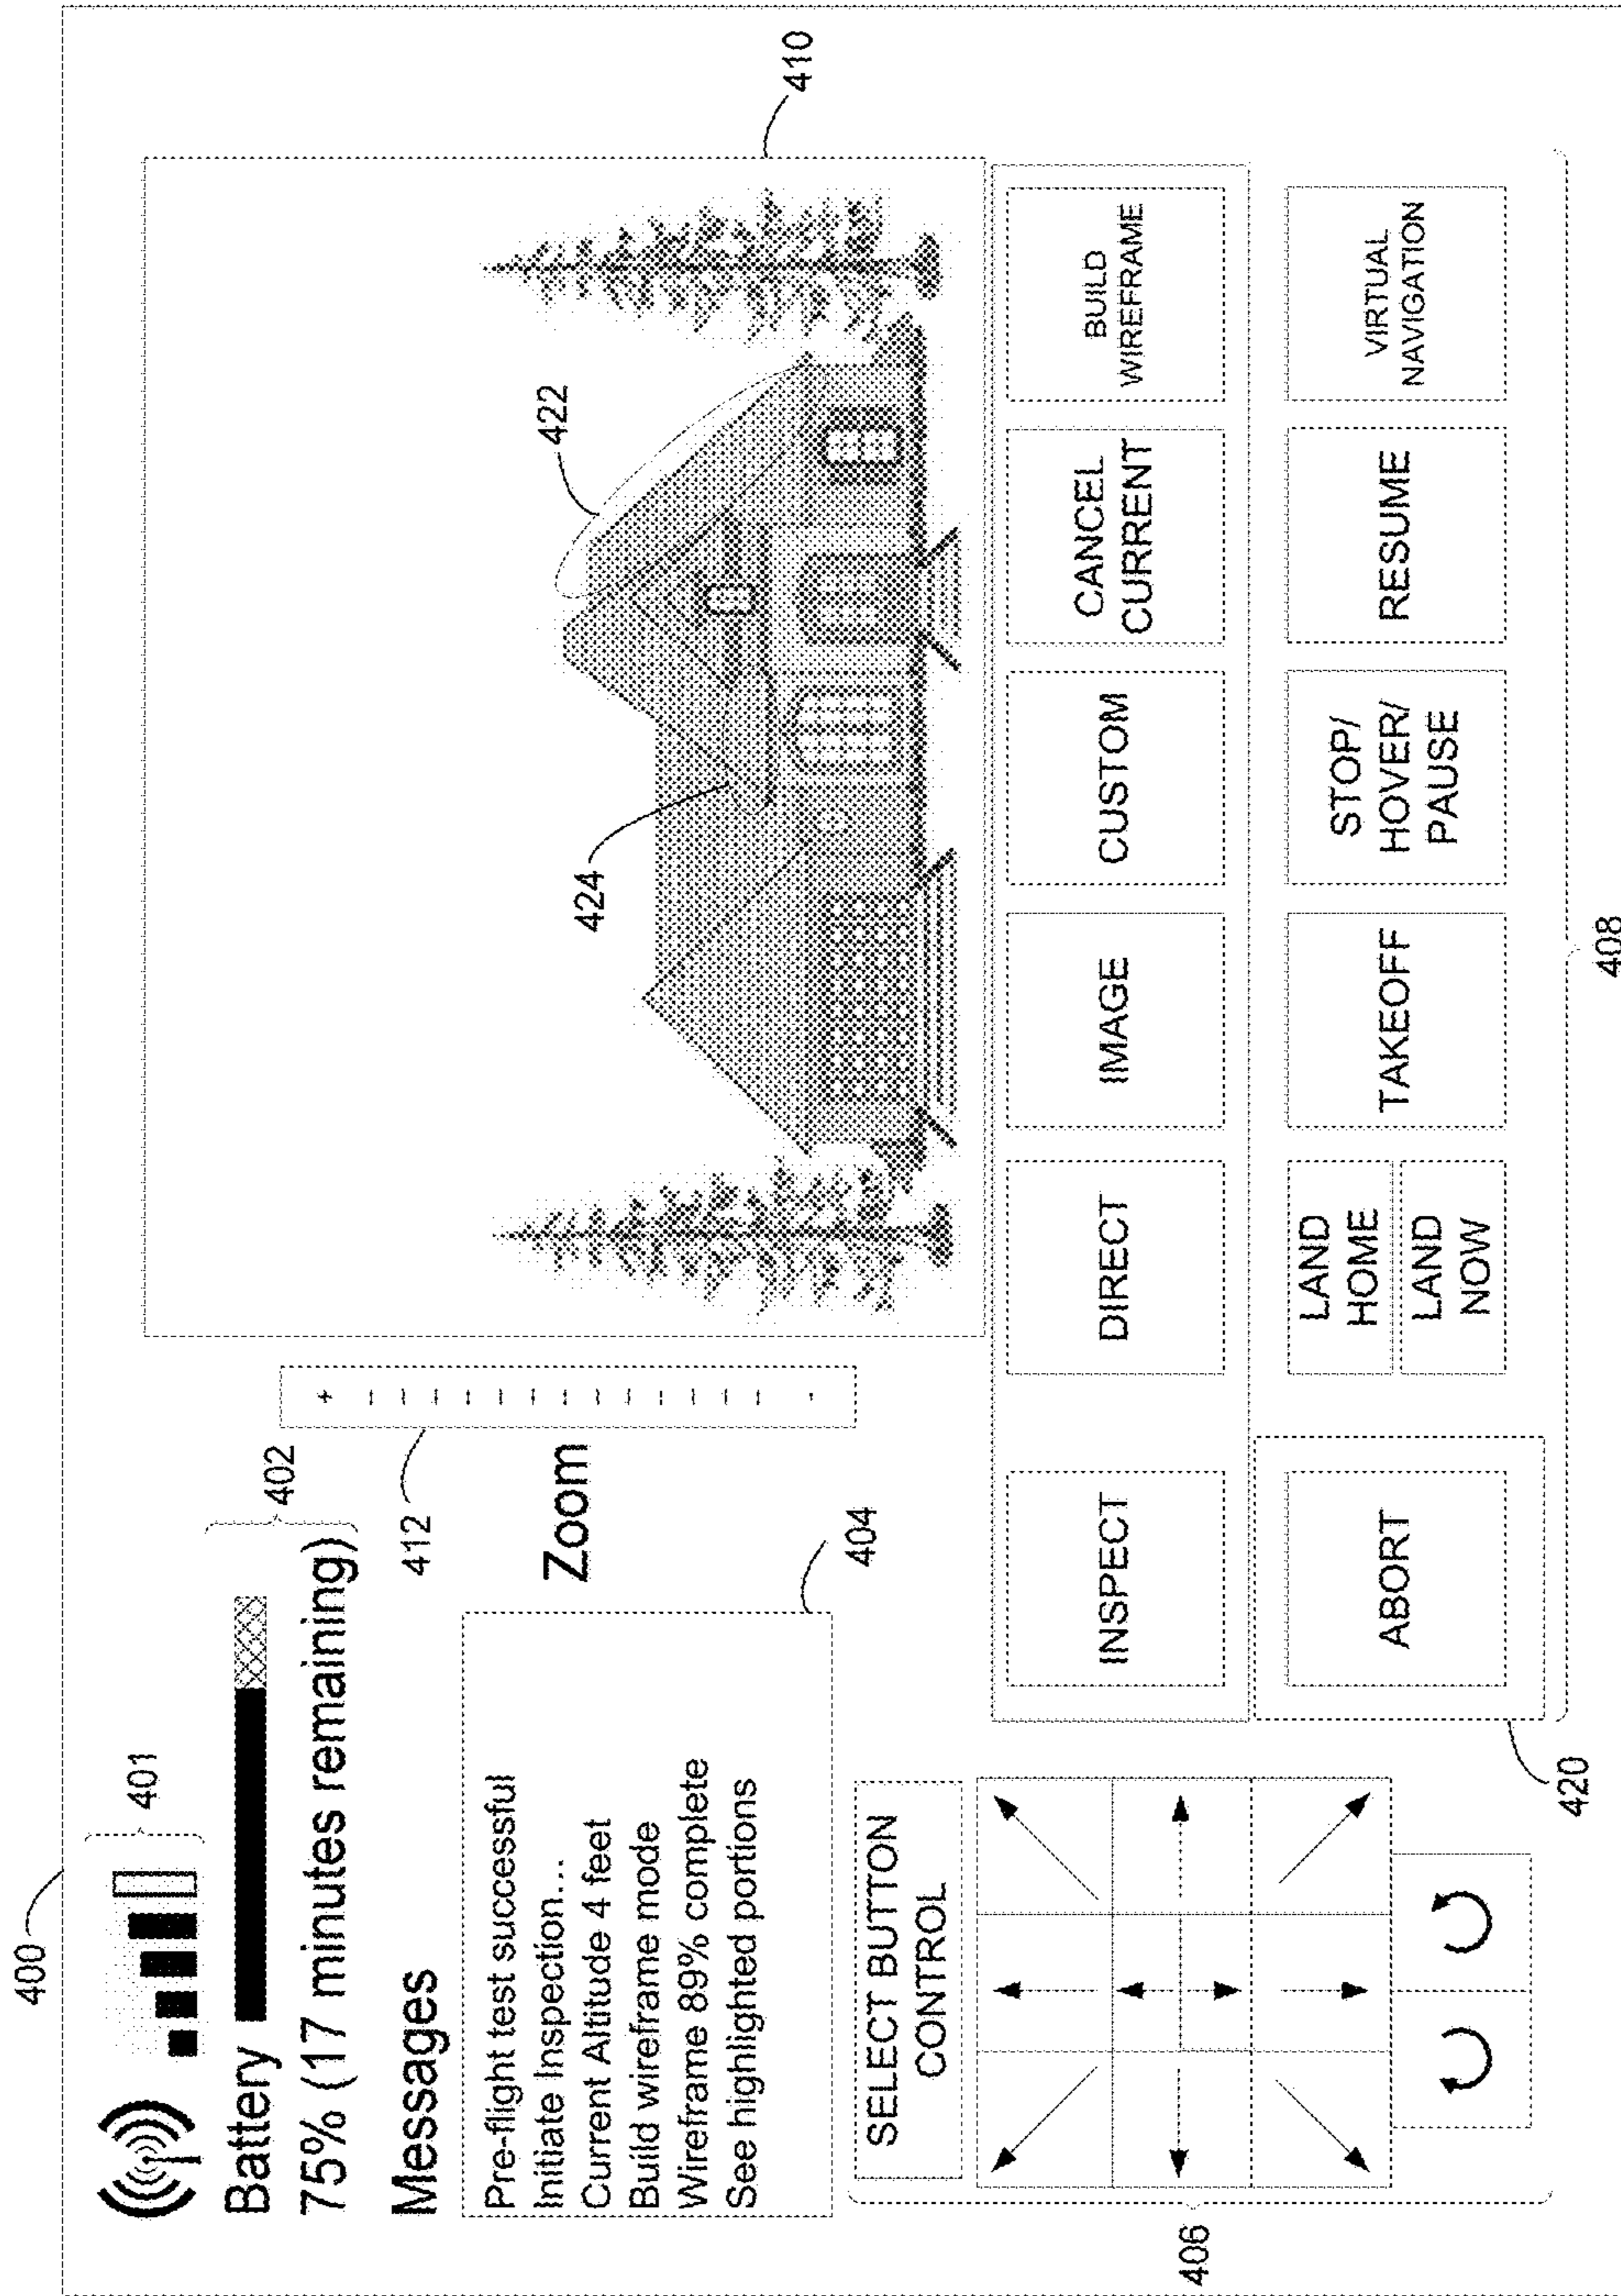 400
401
Battery
75% (17 minutes remaining)
402
Messages
Pre-flight test successful
Initiate Inspection...
Current Altitude 4 feet
Build wireframe mode
Wireframe 89% complete
See highlighted portions
404
412
+
-
Zoom
410
422
424
SELECT BUTTON
CONTROL
406
INSPECT
DIRECT
IMAGE
CUSTOM
CANCEL
CURRENT
BUILD
WIREFRAME
ABORT
LAND
HOME
LAND
NOW
TAKEOFF
STOP/
HOVER/
PAUSE
RESUME
VIRTUAL
NAVIGATION
420
408